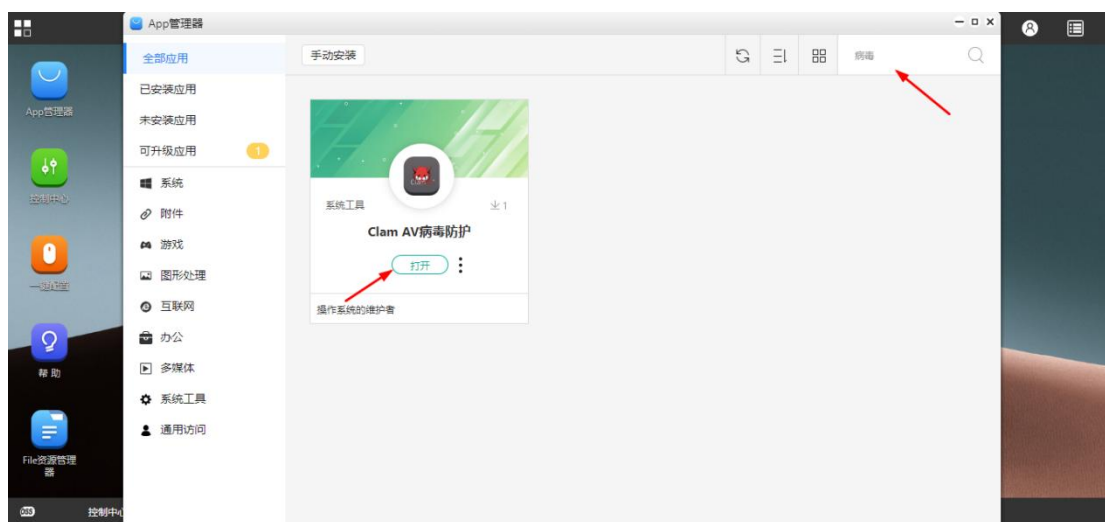 App管理器
App管理器
控制中心
一键配置
帮 助
File资源管理
器
控制中心
全部应用
已安装应用
未安装应用
可升级应用 1
系统
附件
游戏
图形处理
互联网
办公
多媒体
系统工具
通用访问
手动安装
病毒
系统工具
1
Clam AV病毒防护
打开
操作系统的维护者